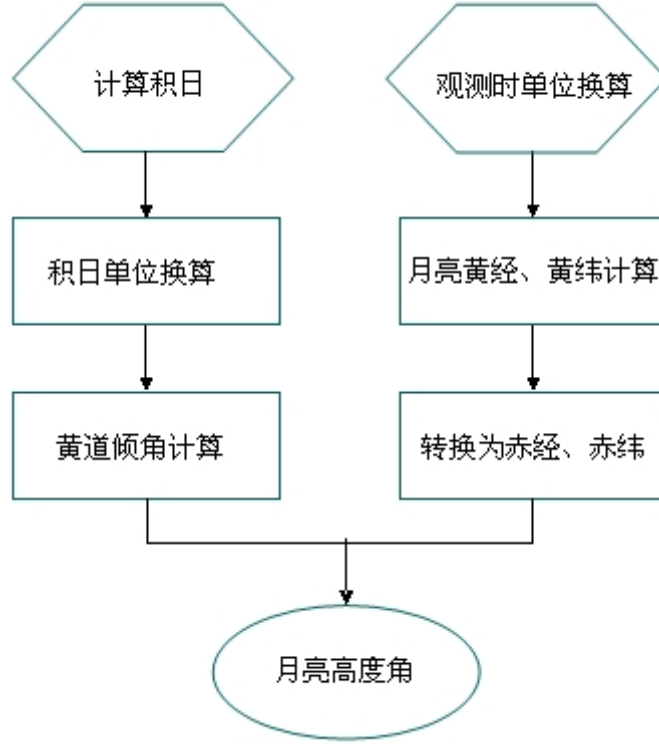 计算积日
观测时单位换算
积日单位换算
月亮黄经、黄纬计算
黄道倾角计算
转换为赤经、赤纬
月亮高度角